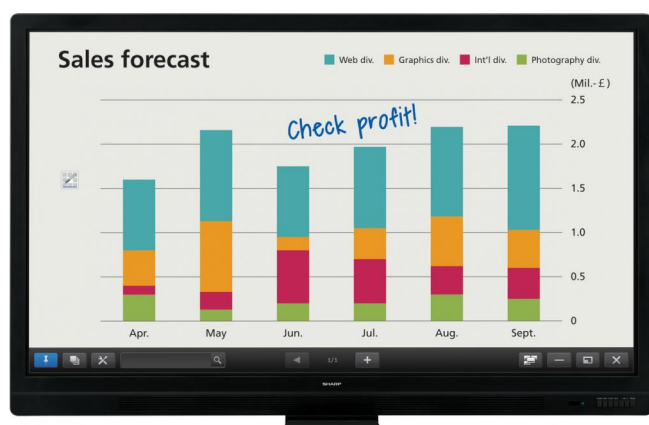 Sales forecast
Web div. Graphics div. Int'l div. Photography div.
(Mil.-£)
2.5
Check profit!
2.0
1.5
1.0
0.5
0
Apr. May Jun. Jul. Aug. Sept.
1/1
SHARP